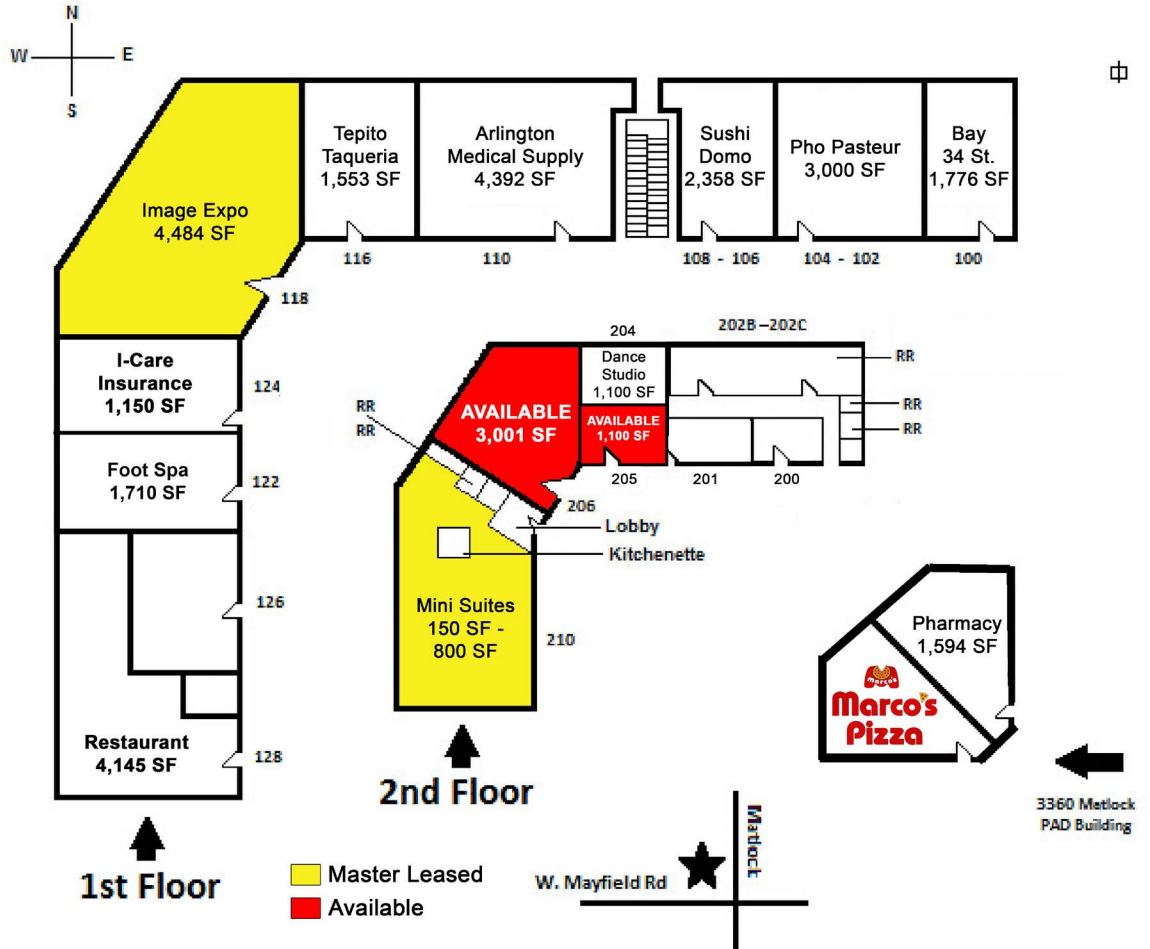 N
W
E
S
Tepito
Taqueria
1,553 SF
Arlington
Medical Supply
4,392 SF
Sushi
Domo
2,358 SF
Pho Pasteur
3,000 SF
Bay
34 St.
1,776 SF
Image Expo
4,484 SF
116
110
108 - 106
104 - 102
100
118
I-Care
Insurance
1,150 SF
124
Foot Spa
1,710 SF
122
126
Restaurant
4,145 SF
128
1st Floor
204
202B-202C
Dance
Studio
1,100 SF
RR
RR
RR
RR
RR
AVAILABLE
3,001 SF
AVAILABLE
1,100 SF
205
201
200
206
Lobby
Kitchenette
Mini Suites
150 SF -
800 SF
210
2nd Floor
Pharmacy
1,594 SF
marco's
Marco's
Pizza
3360 Matlock
PAD Building
Master Leased
Available
W. Mayfield Rd
Matlock